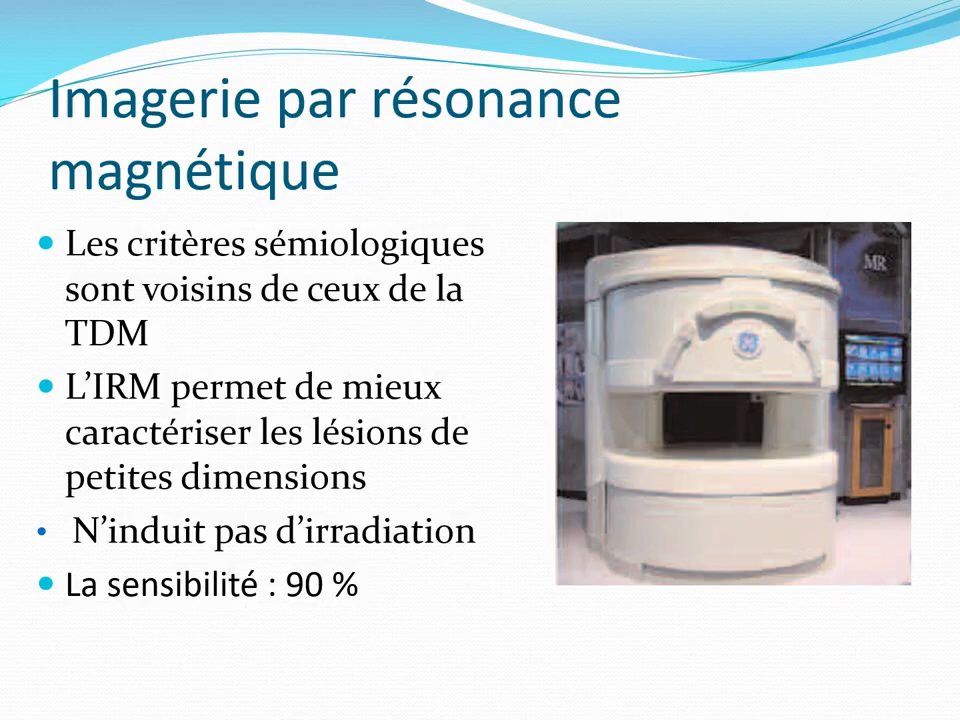 Imagerie par résonance
magnétique
• Les critères sémiologiques
sont voisins de ceux de la
TDM
• L’IRM permet de mieux
caractériser les lésions de
petites dimensions
• N’induit pas d’irradiation
• La sensibilité : 90 %
MR